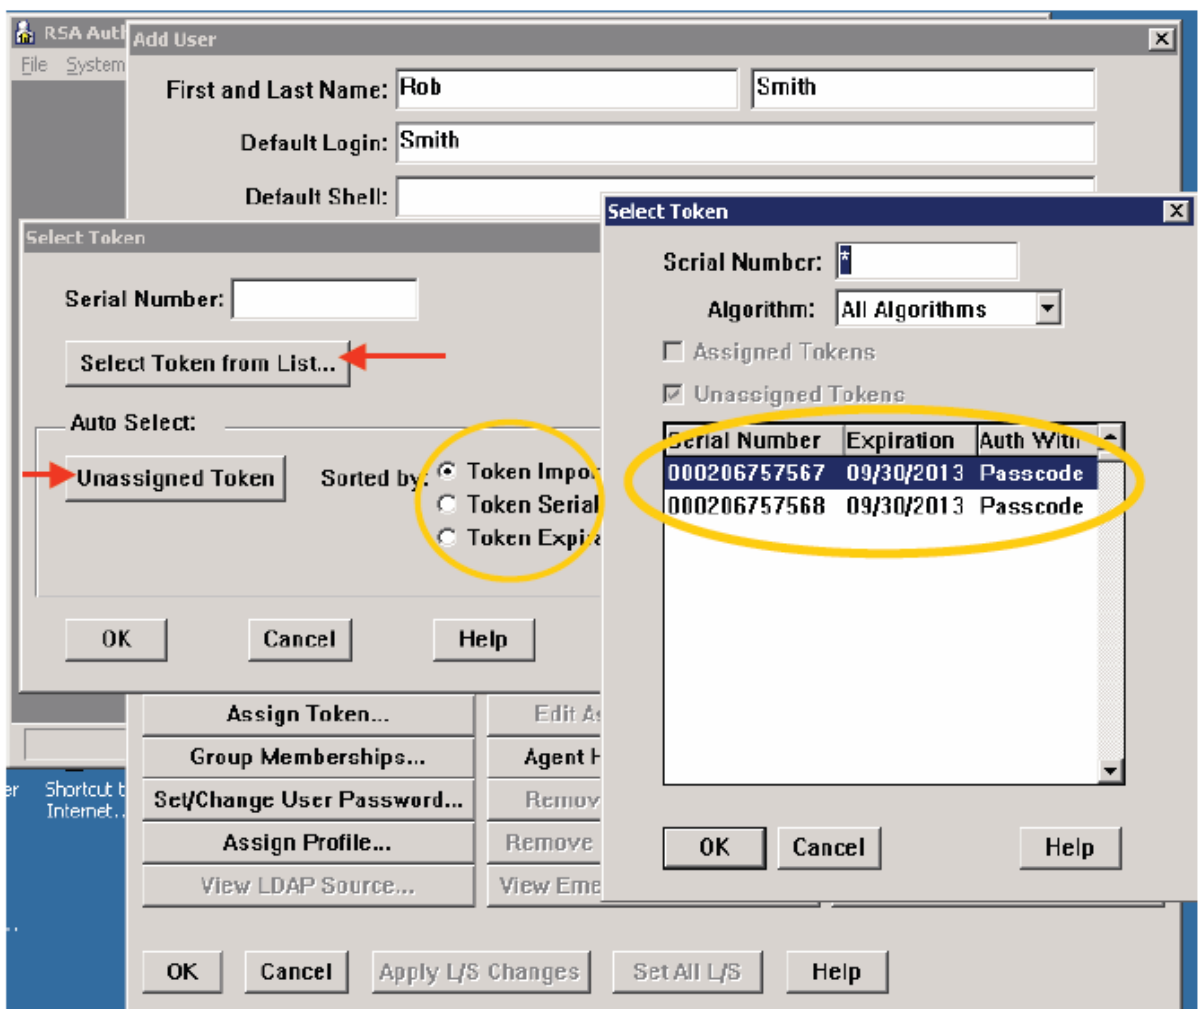 RSA Auth
File System
Add User
First and Last Name: Rob Smith
Default Login: Smith
Default Shell:
Select Token
Serial Number:
Select Token from List...
Auto Select:
Unassigned Token
Sorted by:
Token Impor
Token Serial
Token Expira
OK Cancel Help
Select Token
Serial Number: *
Algorithm: All Algorithms
Assigned Tokens
Unassigned Tokens
Serial Number Expiration Auth With
000206757567 09/30/2013 Passcode
000206757568 09/30/2013 Passcode
OK Cancel Help
Assign Token... Edit As
Group Memberships... Agent H
Set/Change User Password... Remov
Assign Profile... Remove
View LDAP Source... View Eme
OK Cancel Apply L/S Changes Set All L/S Help
er Shortcut t
Internet..
..